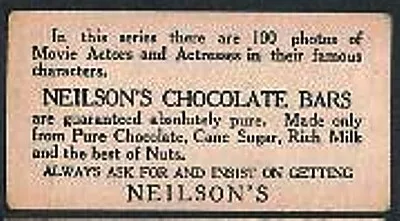 In this series there are 100 photos of
Movie Actors and Actresses in their famous
characters.
NEILSON'S CHOCOLATE BARS
are guaranteed absolutely pure. Made only
from Pure Chocolate, Cane Sugar, Rich Milk
and the best of Nuts.
ALWAYS ASK FOR AND INSIST ON GETTING
NEILSON'S